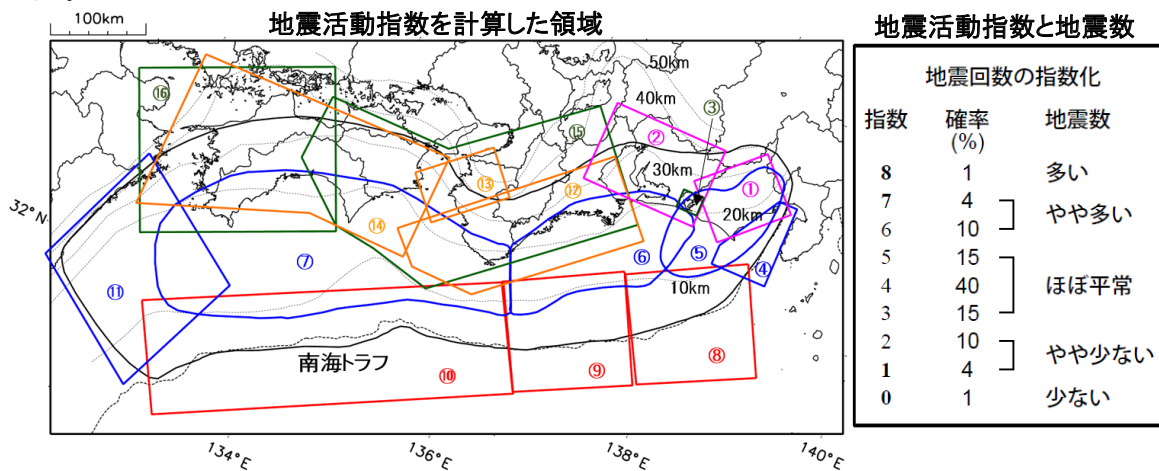 地震活動指数を計算した領域
地震活動指数と地震数
100km
50km
40km
③
⑯
②
⑮
30km
①
⑬
⑫
20km
32°N
⑭
⑦
⑥
⑤
④
⑪
10km
南海トラフ
⑧
⑨
⑩
134°E
136°E
138°E
140°E
地震回数の指数化
指数 確率 地震数
(%)
8 1 多い
7 4 やや多い
6 10
5 15
4 40 ほぼ平常
3 15
2 10 やや少ない
1 4
0 1 少ない